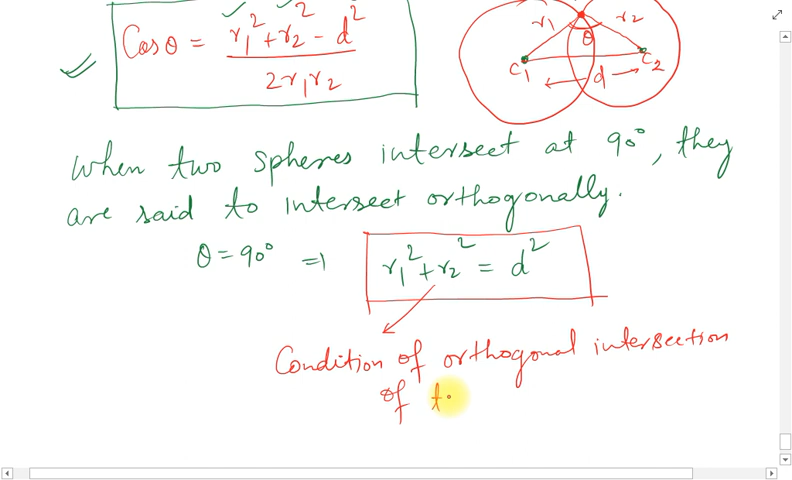 Cos θ = (r₁² + r₂² - d²) / 2r₁r₂
r₁ r₂
θ
C₁ d C₂
When two spheres intersect at 90°, they
are said to intersect orthogonally.
θ = 90° ⇒ r₁² + r₂² = d²
Condition of orthogonal intersection
of t